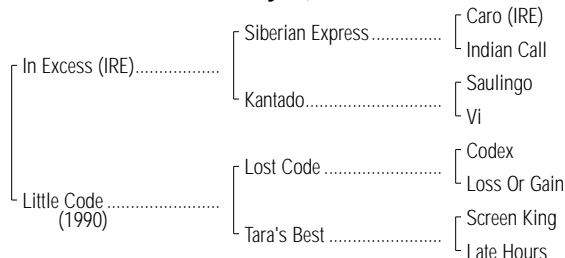 Caro (IRE)
Siberian Express..............
Indian Call
In Excess (IRE).................
Saulingo
Kantado............................
Vi
Codex
Lost Code ........................
Loss Or Gain
Little Code .......................
(1990)
Screen King
Tara's Best .......................
Late Hours